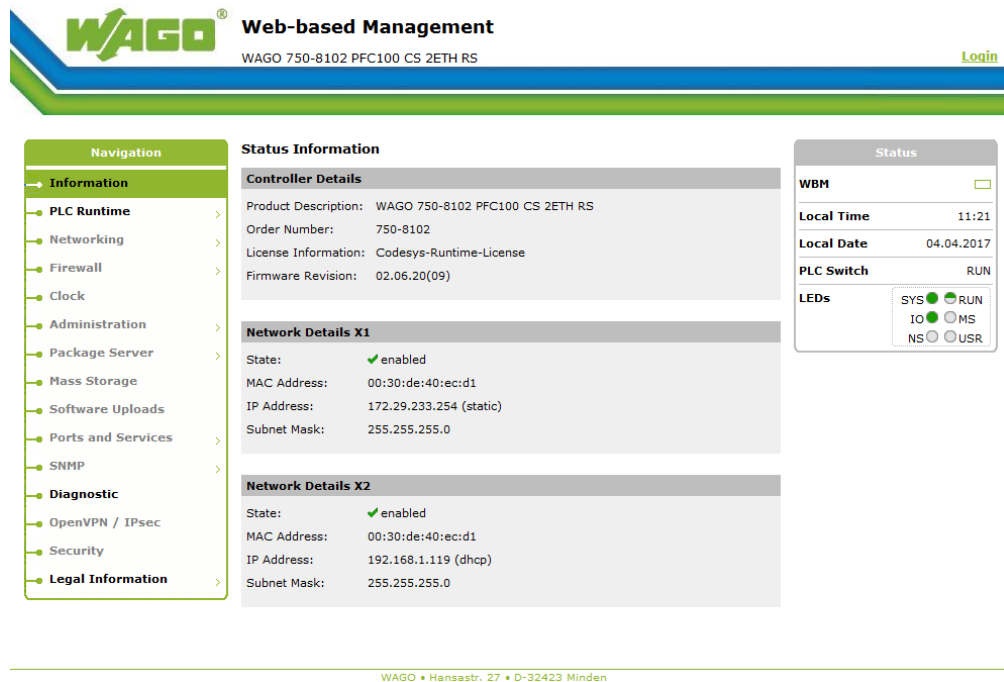 WAGO®
Web-based Management
WAGO 750-8102 PFC100 CS 2ETH RS
Login
Navigation
Information
PLC Runtime
Networking
Firewall
Clock
Administration
Package Server
Mass Storage
Software Uploads
Ports and Services
SNMP
Diagnostic
OpenVPN / IPsec
Security
Legal Information
Status Information
Controller Details
Product Description: WAGO 750-8102 PFC100 CS 2ETH RS
Order Number: 750-8102
License Information: Codesys-Runtime-License
Firmware Revision: 02.06.20(09)
Network Details X1
State: ✔ enabled
MAC Address: 00:30:de:40:ec:d1
IP Address: 172.29.233.254 (static)
Subnet Mask: 255.255.255.0
Network Details X2
State: ✔ enabled
MAC Address: 00:30:de:40:ec:d1
IP Address: 192.168.1.119 (dhcp)
Subnet Mask: 255.255.255.0
Status
WBM
Local Time 11:21
Local Date 04.04.2017
PLC Switch RUN
LEDs SYS RUN
IO MS
NS USR
WAGO • Hansastr. 27 • D-32423 Minden